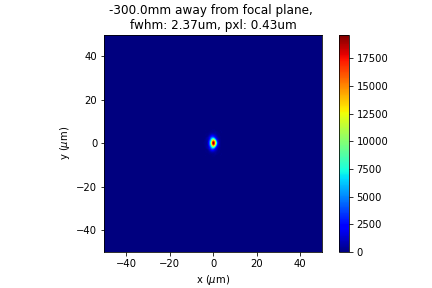 -300.0mm away from focal plane,
fwhm: 2.37um, pxl: 0.43um
40
20
0
−20
−40
y (μm)
−40 −20 0 20 40
x (μm)
17500
15000
12500
10000
7500
5000
2500
0